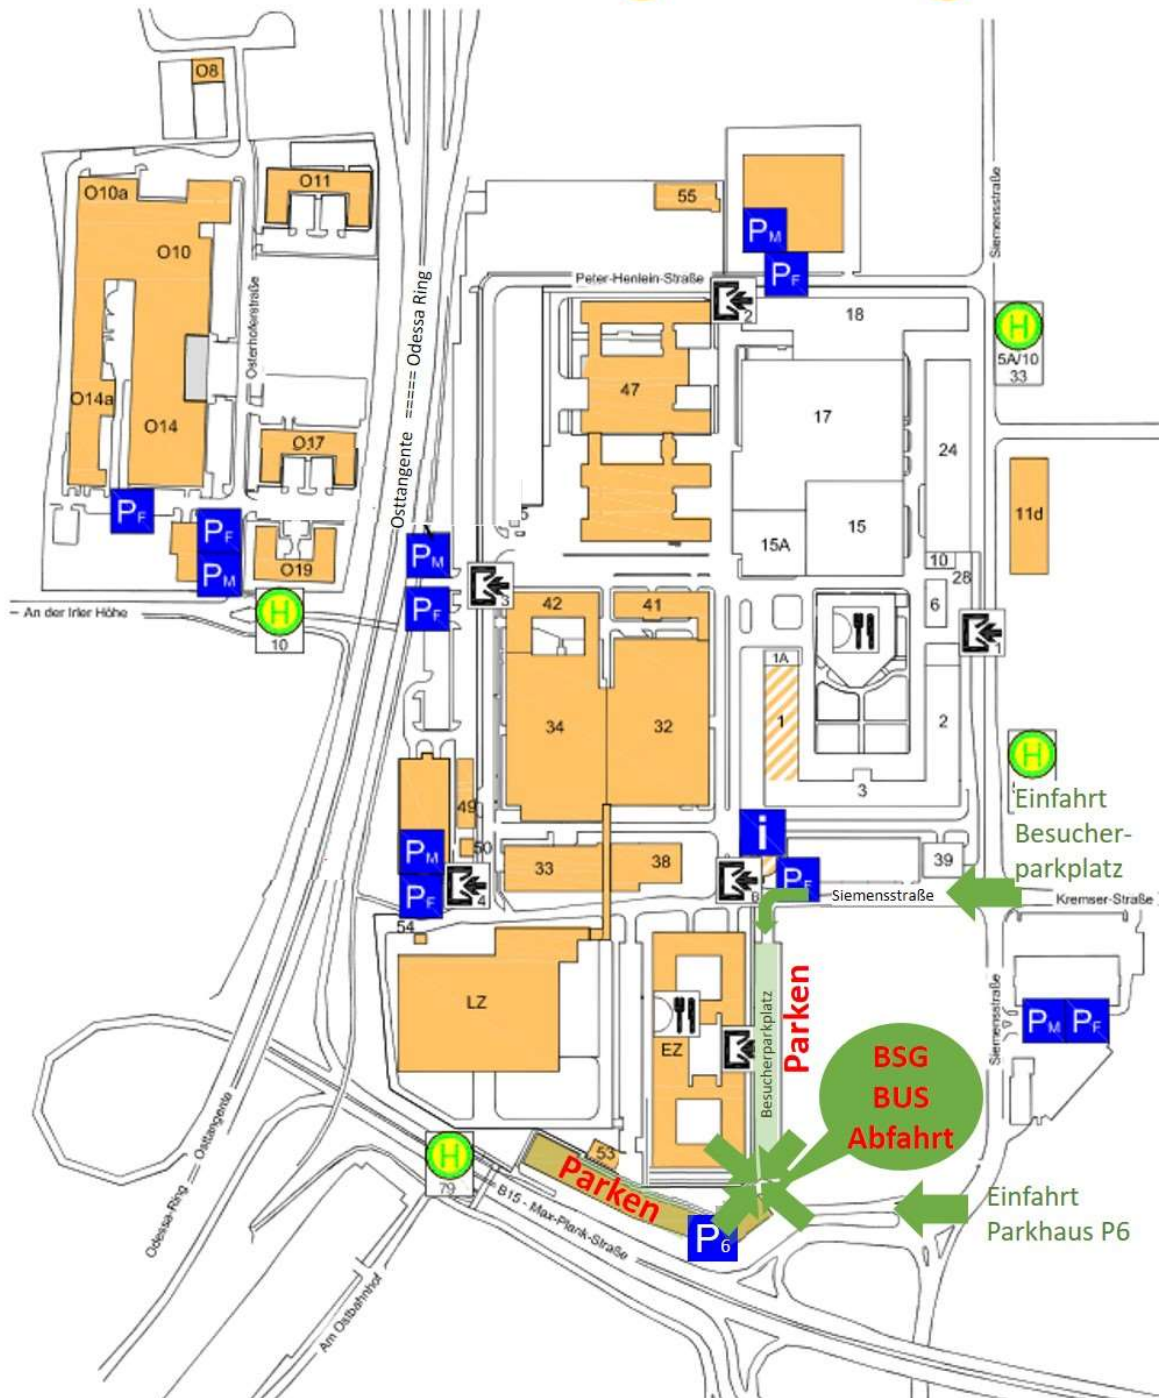 O8
O10a
O11
O10
55
PM
PF
Siemensstraße
Peter-Henlein-Straße
2
18
H
5A/10
33
Osterhoferstraße
Osttangente ===== Odessa Ring
47
17
O14a
O14
O17
24
11d
PF
PF
PM
5
15A
15
10
28
6
O19
PM
PF
3
42
41
1
An der Irler Höhe
H
10
1A
1
34
32
2
3
H
49
50
PM
PF
4
54
33
38
i
PF
6
39
Einfahrt
Besucher-
parkplatz
Siemensstraße
Kremser-Straße
LZ
EZ
Besucherparkplatz
Parken
Siemensstraße
PM
PF
BSG
BUS
Abfahrt
Odessa-Ring == Osttangente
H
79
53
Parken
P6
B15 - Max-Plank-Straße
Am Ostbahnhof
Einfahrt
Parkhaus P6